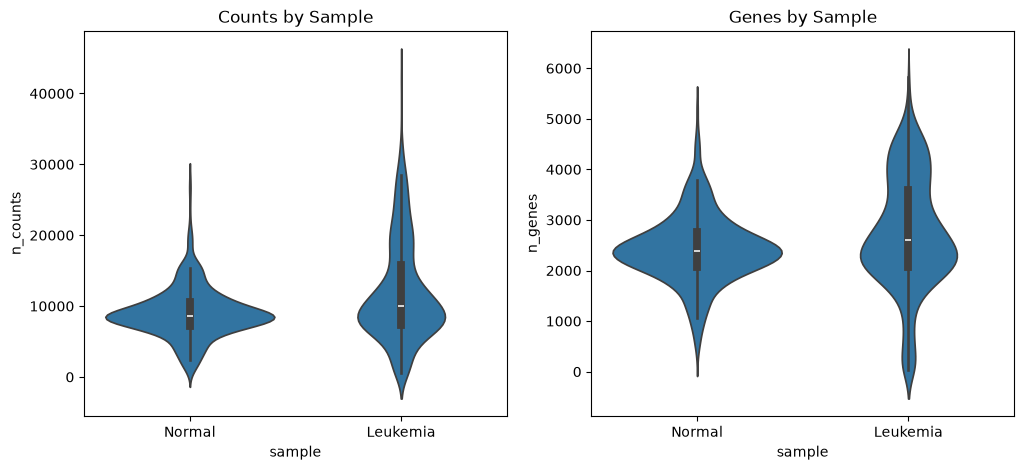 Counts by Sample
n_counts
40000
30000
20000
10000
0
Normal
Leukemia
sample
Genes by Sample
n_genes
6000
5000
4000
3000
2000
1000
0
Normal
Leukemia
sample